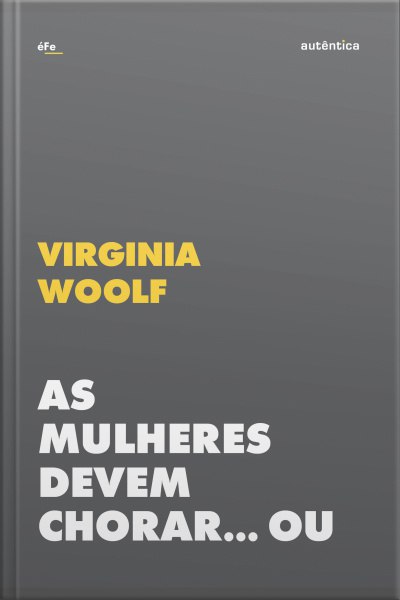 éFe
autêntica
VIRGINIA
WOOLF
AS
MULHERES
DEVEM
CHORAR... OU